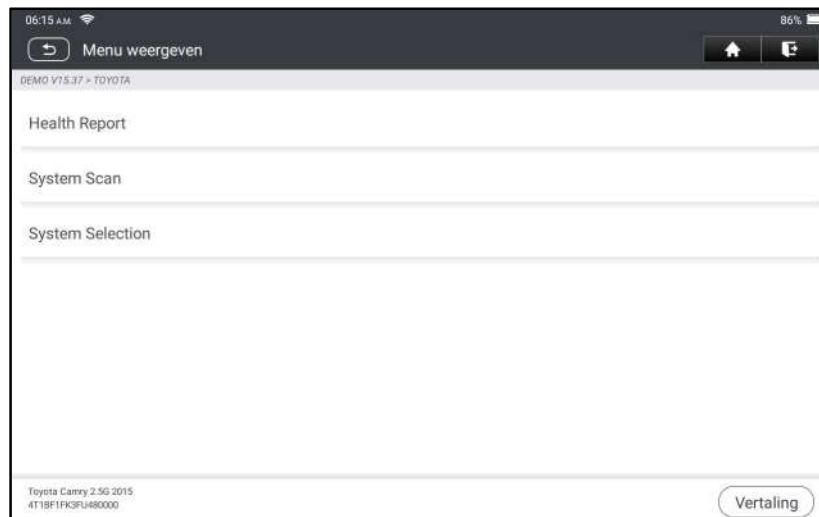 06:15 AM
86%
Menu weergeven
DEMO V15.37 > TOYOTA
Health Report
System Scan
System Selection
Toyota Camry 2.5G 2015
4T1BF1FK3FU480000
Vertaling